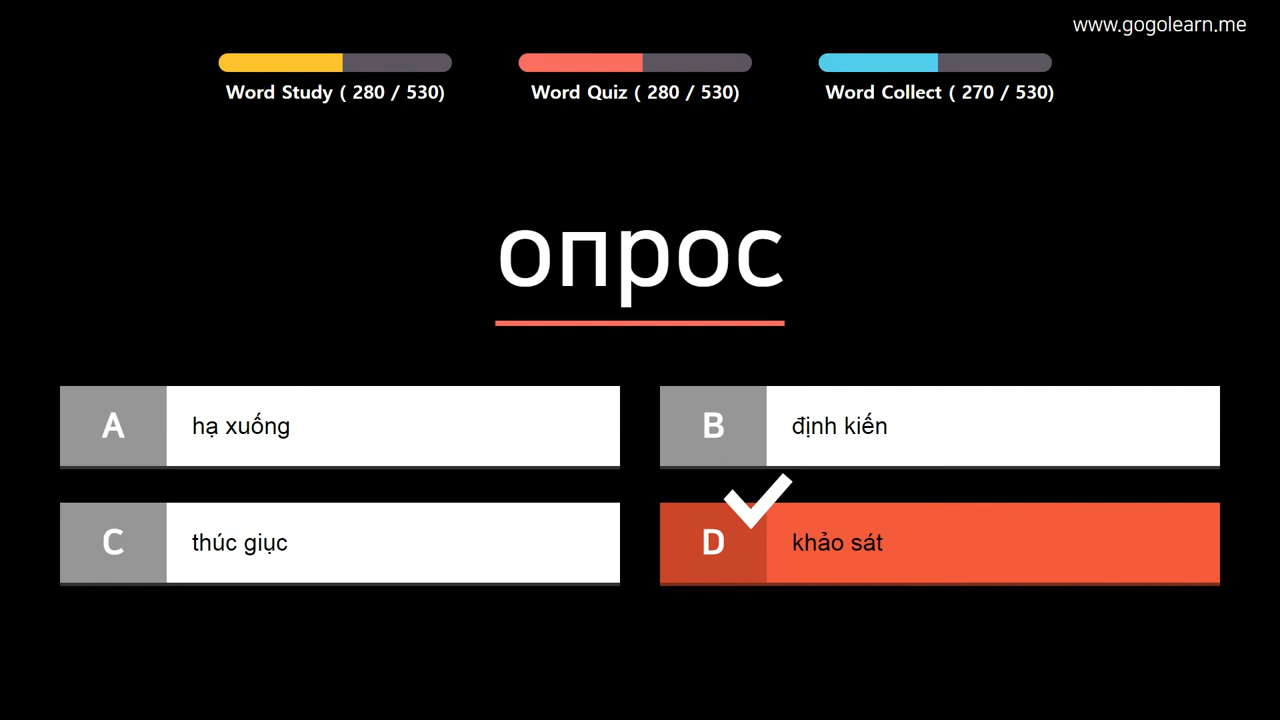 www.gogolearn.me
Word Study ( 280 / 530)
Word Quiz ( 280 / 530)
Word Collect ( 270 / 530)
опрос
A hạ xuống
B định kiến
C thúc giục
D khảo sát